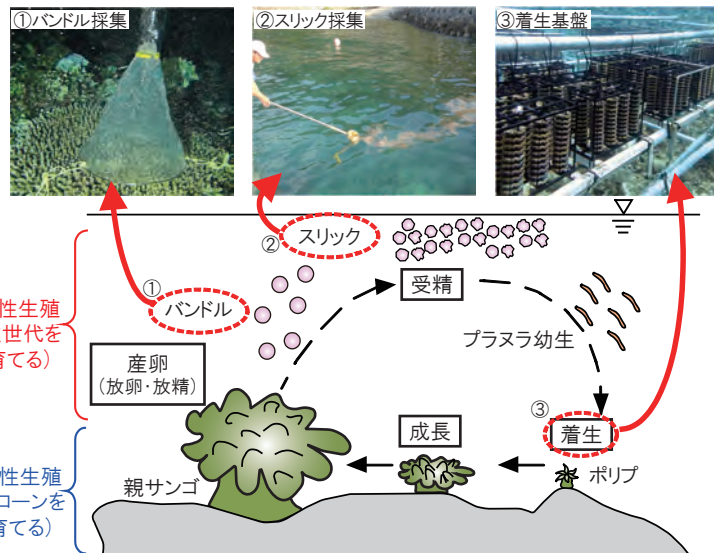 ①バンドル採集
②スリック採集
③着生基盤
② スリック
① バンドル
受精
プラヌラ幼生
性生殖
世代を
育てる)
産卵
(放卵・放精)
③
着生
成長
ポリプ
親サンゴ
性生殖
ローンを
育てる)